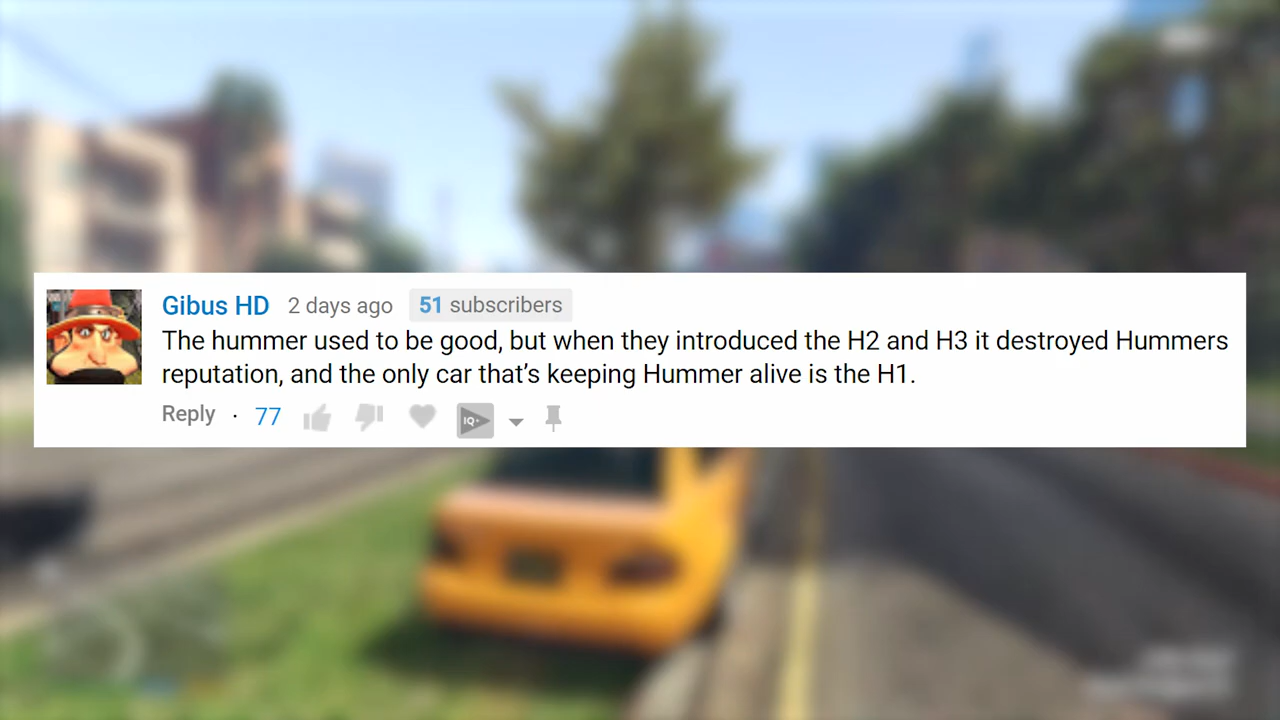 Gibus HD 2 days ago 51 subscribers
The hummer used to be good, but when they introduced the H2 and H3 it destroyed Hummers
reputation, and the only car that’s keeping Hummer alive is the H1.
Reply · 77 IQ